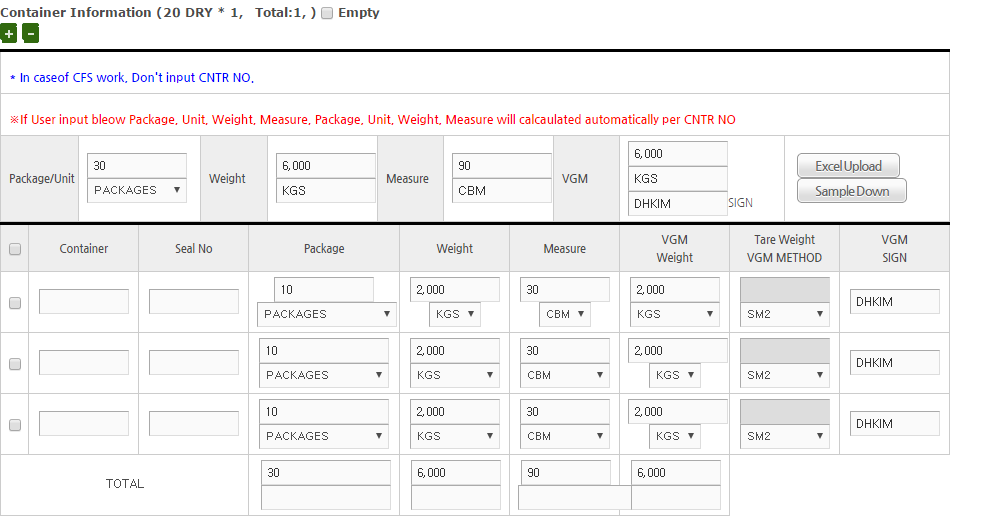 Container Information (20 DRY * 1,   Total:1, ) Empty
+ -
* In caseof CFS work, Don't input CNTR NO,
※If User input bleow Package, Unit, Weight, Measure, Package, Unit, Weight, Measure will calcaulated automatically per CNTR NO
Package/Unit 30 PACKAGES Weight 6,000 KGS Measure 90 CBM VGM 6,000 KGS DHKIM SIGN Excel Upload Sample Down
Container Seal No Package Weight Measure VGM Weight Tare Weight VGM METHOD VGM SIGN
10 2,000 30 2,000
PACKAGES KGS CBM KGS SM2 DHKIM
10 2,000 30 2,000
PACKAGES KGS CBM KGS SM2 DHKIM
10 2,000 30 2,000
PACKAGES KGS CBM KGS SM2 DHKIM
TOTAL 30 6,000 90 6,000